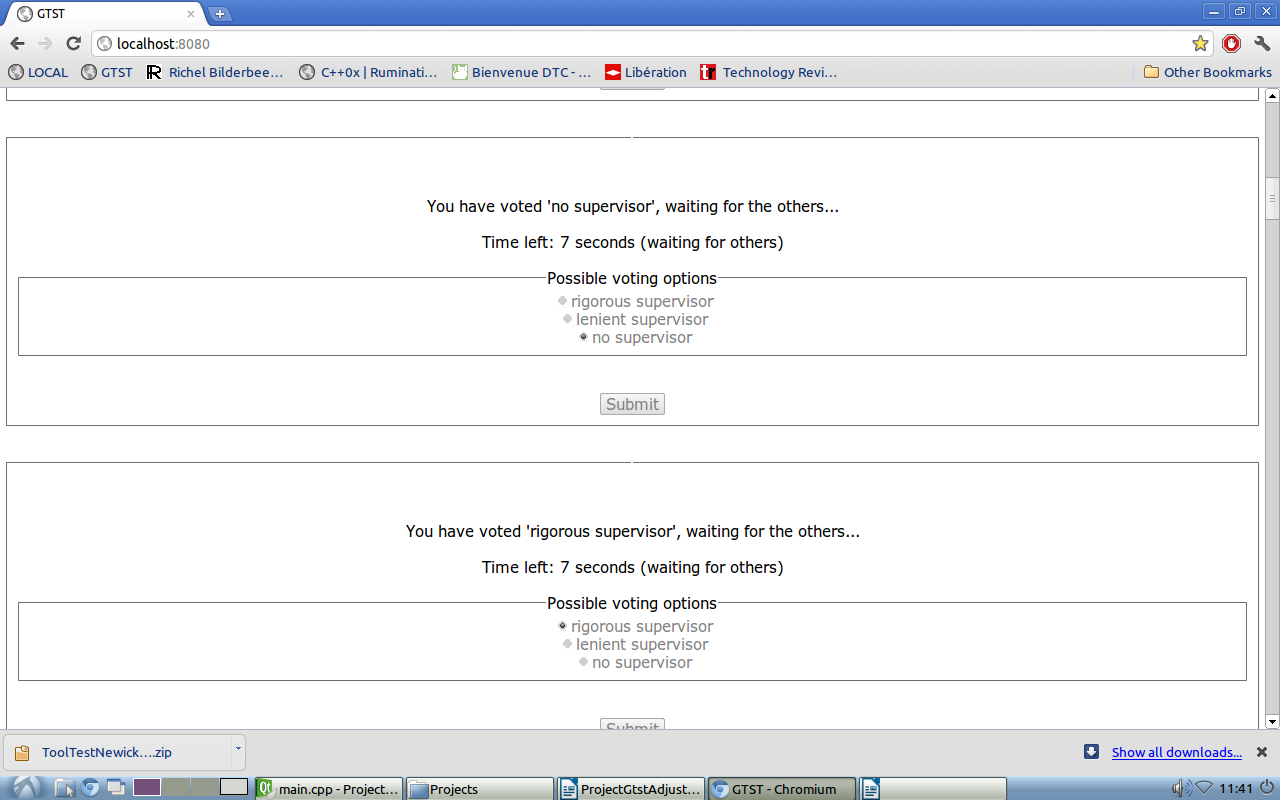 GTST
localhost:8080
LOCAL GTST Richel Bilderbee... C++0x | Ruminati... Bienvenue DTC - ... Libération Technology Revi... Other Bookmarks
You have voted 'no supervisor', waiting for the others...
Time left: 7 seconds (waiting for others)
Possible voting options
rigorous supervisor
lenient supervisor
no supervisor
Submit
You have voted 'rigorous supervisor', waiting for the others...
Time left: 7 seconds (waiting for others)
Possible voting options
rigorous supervisor
lenient supervisor
no supervisor
Submit
ToolTestNewick....zip Show all downloads...
main.cpp - Project... Projects ProjectGtstAdjust... GTST - Chromium 11:41